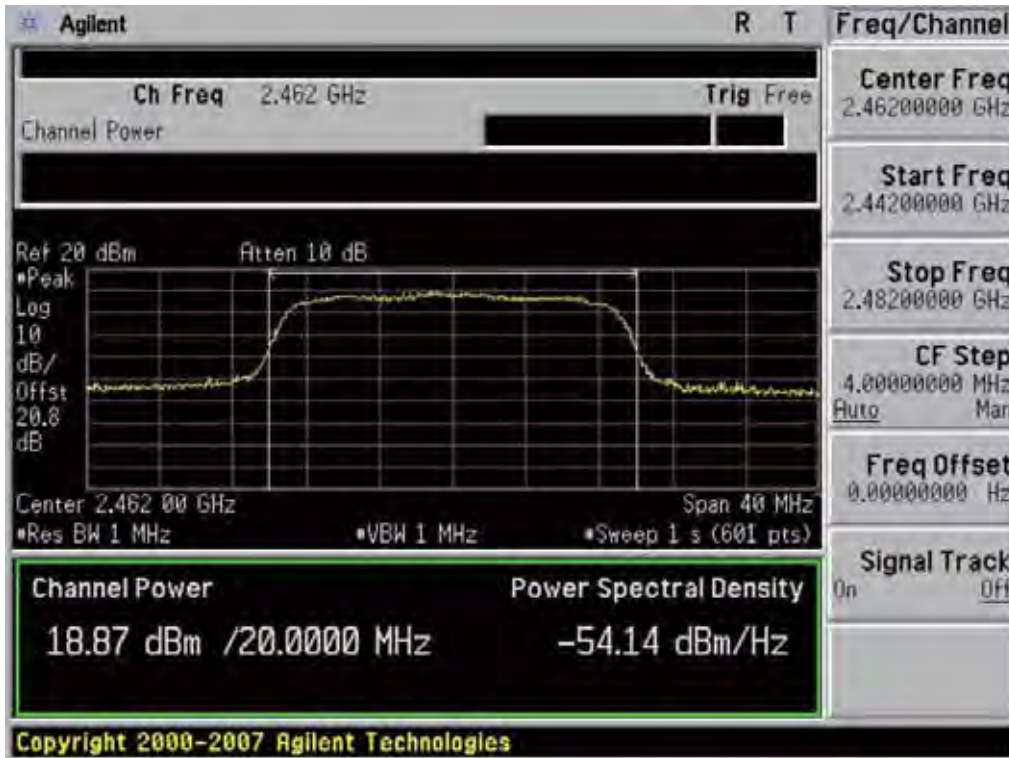 Agilent R T Freq/Channel
Ch Freq 2.462 GHz Trig Free
Channel Power
Center Freq
2.46200000 GHz
Start Freq
2.44200000 GHz
Stop Freq
2.48200000 GHz
CF Step
4.00000000 MHz
Auto Man
Freq Offset
0.00000000 Hz
Signal Track
On Off
Ref 20 dBm Atten 10 dB
#Peak
Log
10
dB/
Offst
20.8
dB
Center 2.462 00 GHz Span 40 MHz
#Res BW 1 MHz #VBW 1 MHz #Sweep 1 s (601 pts)
Channel Power Power Spectral Density
18.87 dBm /20.0000 MHz -54.14 dBm/Hz
Copyright 2000-2007 Agilent Technologies